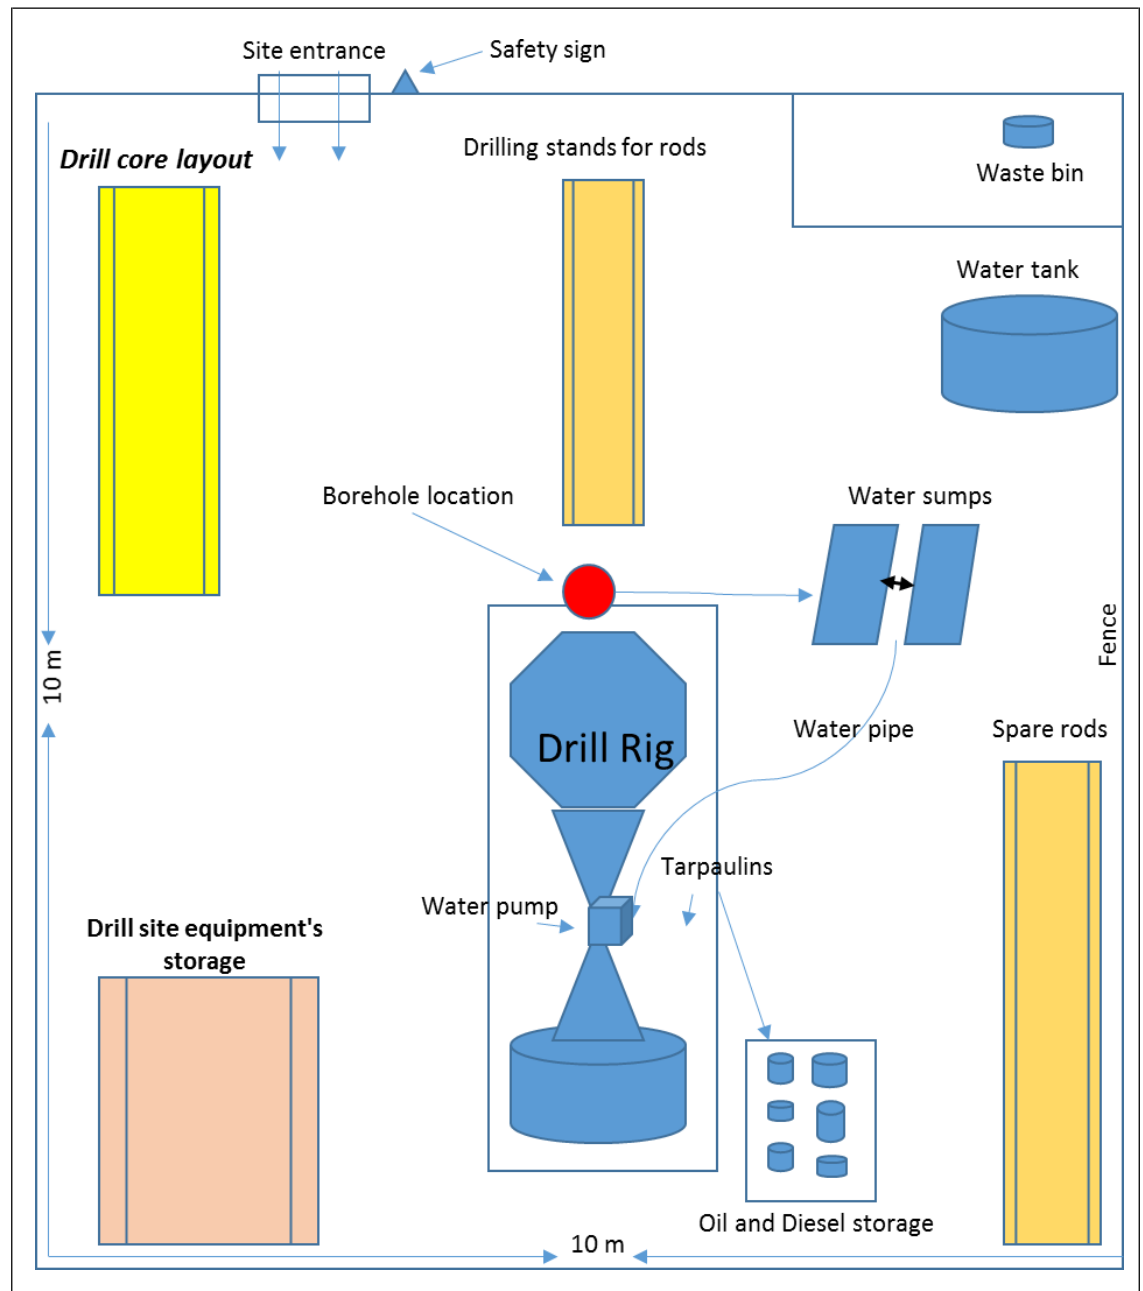 Site entrance
Safety sign
Drill core layout
Drilling stands for rods
Waste bin
Water tank
Borehole location
Water sumps
Fence
10 m
Drill Rig
Water pipe
Spare rods
Tarpaulins
Water pump
Drill site equipment's
storage
Oil and Diesel storage
10 m